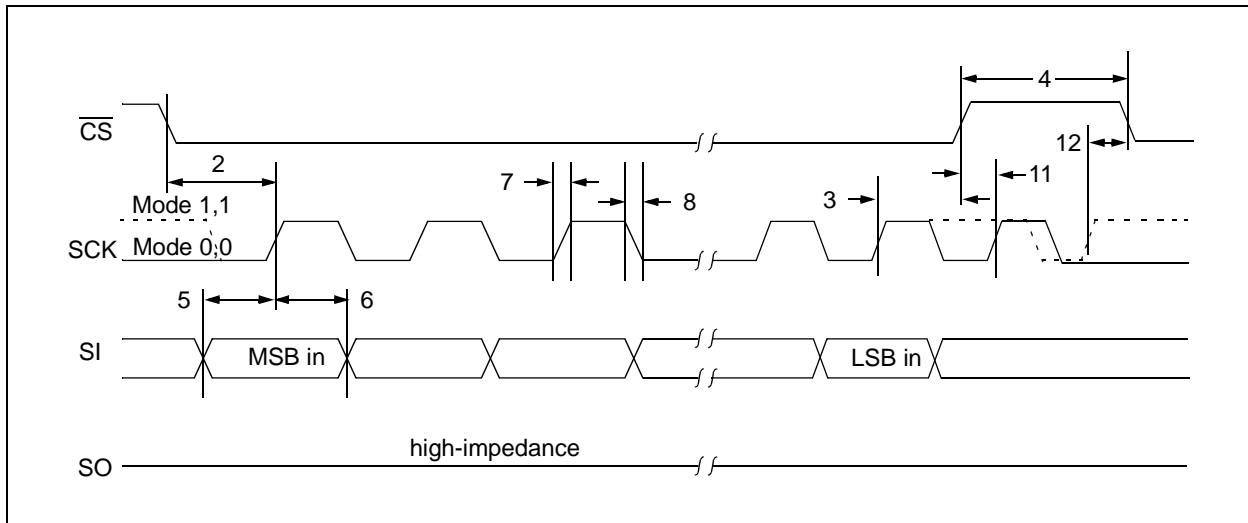 4
CS
12
2
7
8
3
11
Mode 1,1
SCK Mode 0,0
5
6
SI
MSB in
LSB in
high-impedance
SO